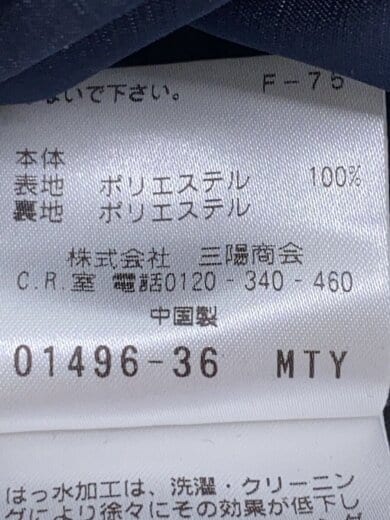 ないで下さい。 F-75
本体
表地 ポリエステル 100%
裏地 ポリエステル
株式会社 三陽商会
C.R.室 電話0120-340-460
中国製
01496-36 MTY
はっ水加工は、洗濯・クリーニン
グにより徐々にその効果が低下し